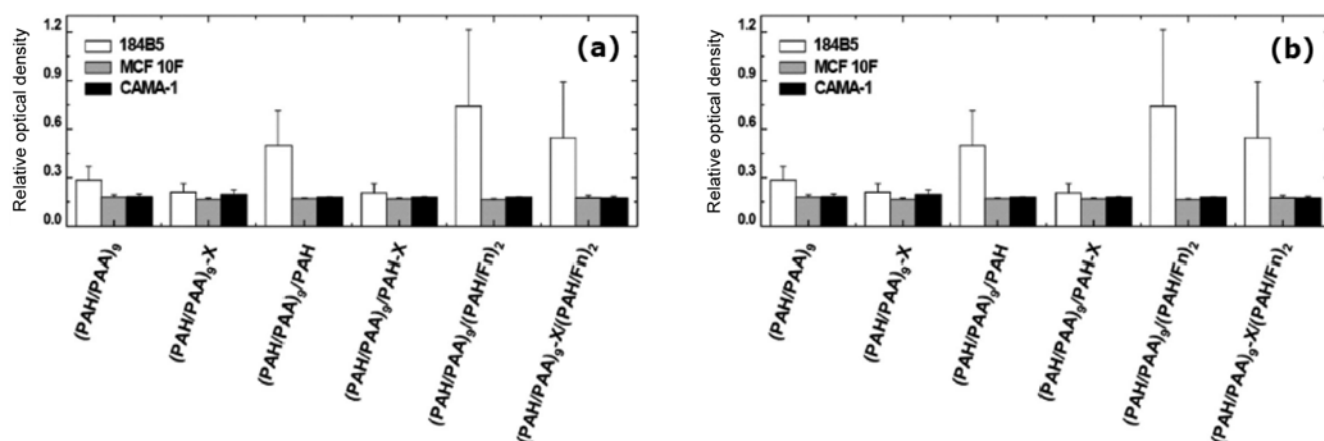 Relative optical density
1.2
0.9
0.6
0.3
0.0
184B5
MCF 10F
CAMA-1
(a)
(PAH/PAA)9
(PAH/PAA)9-X
(PAH/PAA)9/PAH
(PAH/PAA)9/PAH-X
(PAH/PAA)9/(PAH/Fn)2
(PAH/PAA)9-X/(PAH/Fn)2
Relative optical density
1.2
0.9
0.6
0.3
0.0
184B5
MCF 10F
CAMA-1
(b)
(PAH/PAA)9
(PAH/PAA)9-X
(PAH/PAA)9/PAH
(PAH/PAA)9/PAH-X
(PAH/PAA)9/(PAH/Fn)2
(PAH/PAA)9-X/(PAH/Fn)2